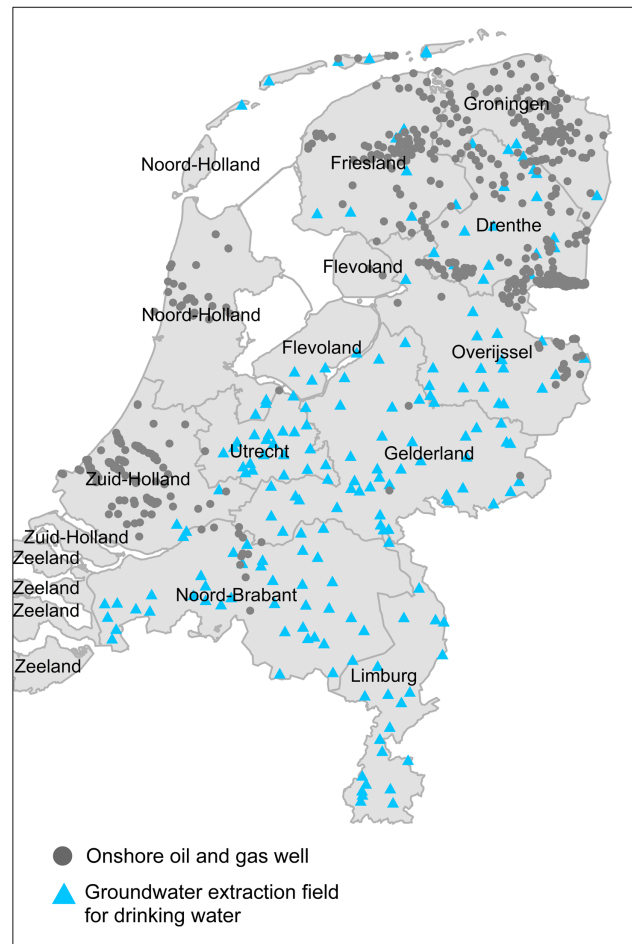 Groningen
Noord-Holland
Friesland
Drenthe
Flevoland
Noord-Holland
Flevoland
Overijssel
Utrecht
Gelderland
Zuid-Holland
Zuid-Holland
Zeeland
Zeeland
Noord-Brabant
Zeeland
Zeeland
Limburg
Onshore oil and gas well
Groundwater extraction field
for drinking water